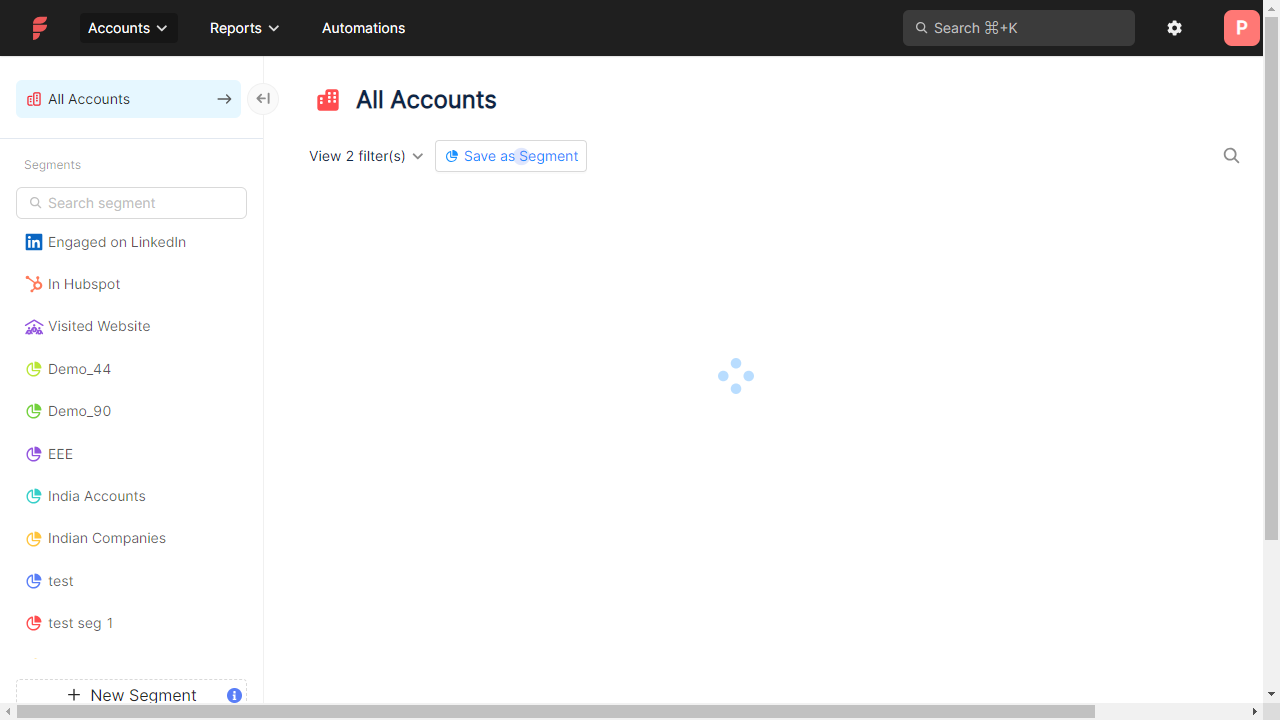 Accounts
Reports
Automations
Search ⌘+K
P
All Accounts
Segments
Search segment
Engaged on LinkedIn
In Hubspot
Visited Website
Demo_44
Demo_90
EEE
India Accounts
Indian Companies
test
test seg 1
New Segment
All Accounts
View 2 filter(s)
Save as Segment